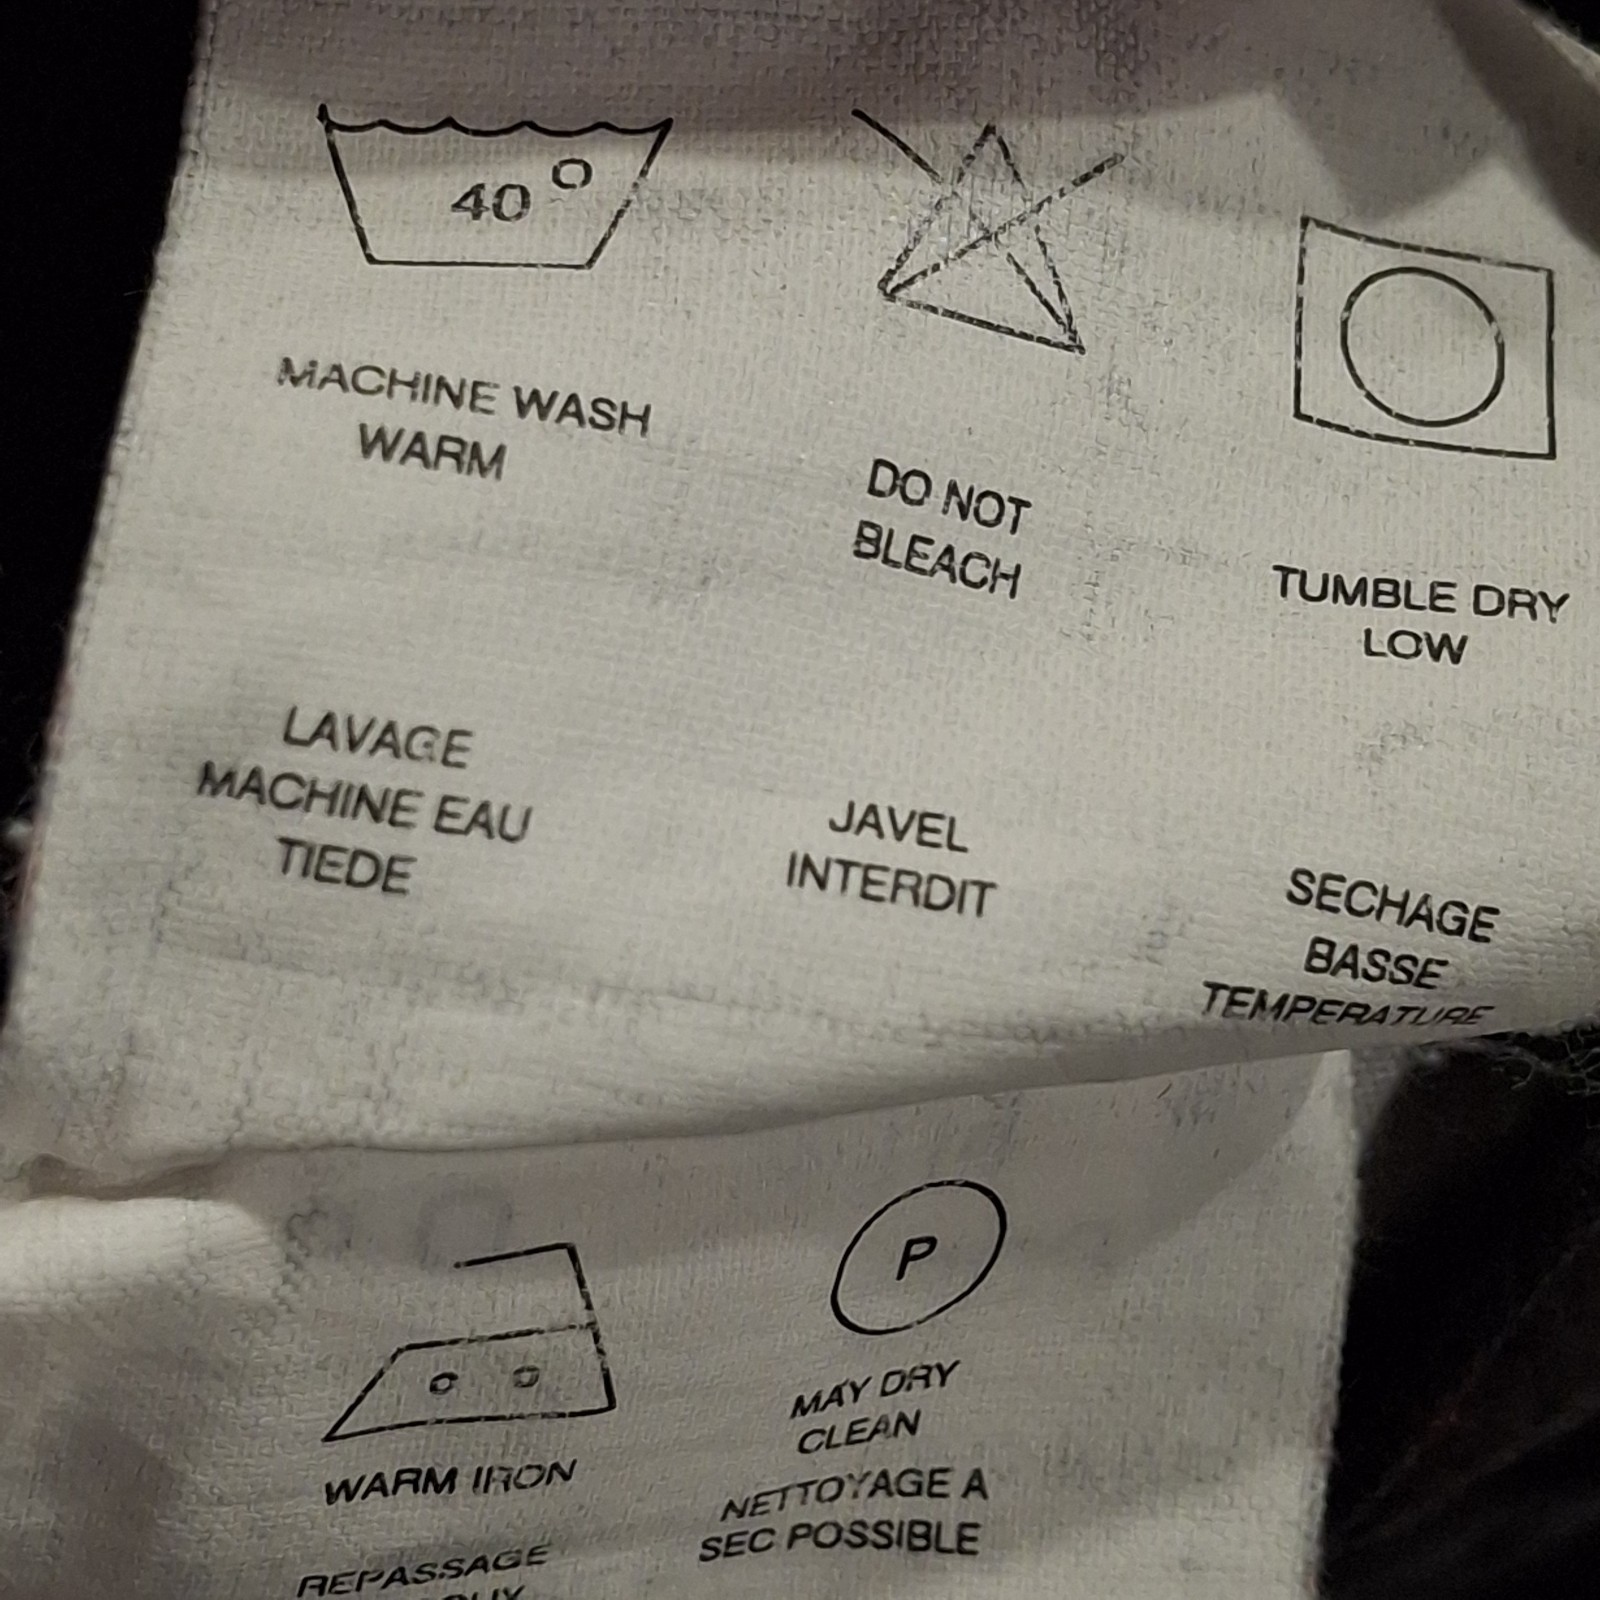 40°
MACHINE WASH
WARM
DO NOT
BLEACH
TUMBLE DRY
LOW
LAVAGE
MACHINE EAU
TIEDE
JAVEL
INTERDIT
SECHAGE
BASSE
TEMPERATURE
P
WARM IRON
MAY DRY
CLEAN
NETTOYAGE A
SEC POSSIBLE
REPASSAGE